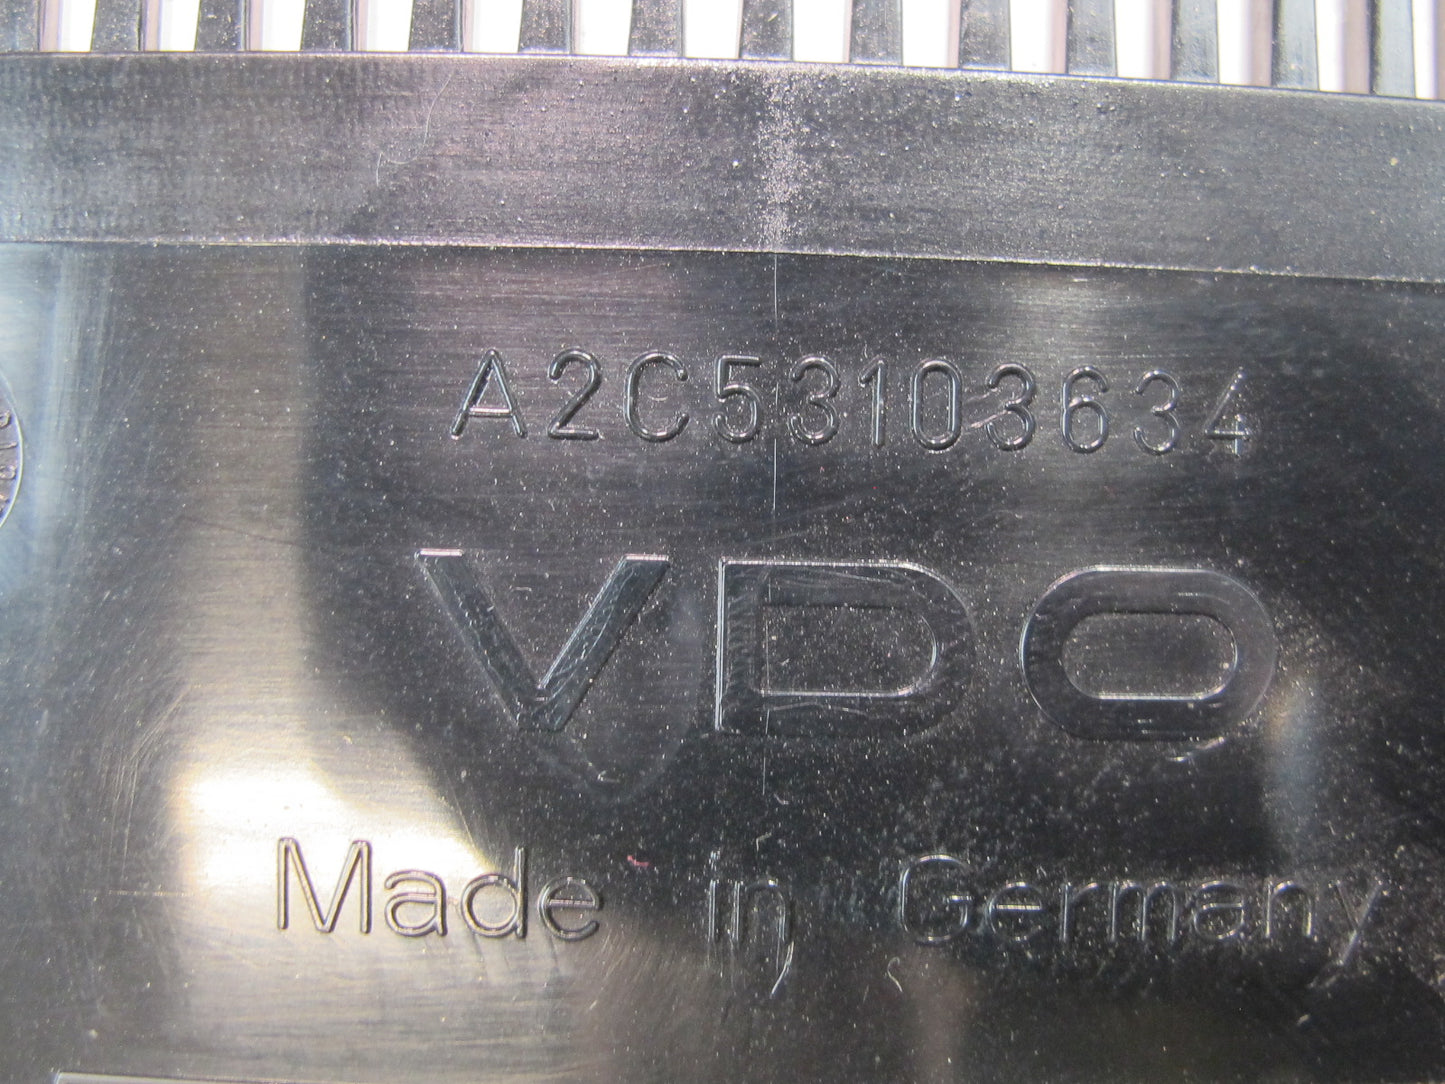 A2C53103634
VDO
Made in Germany